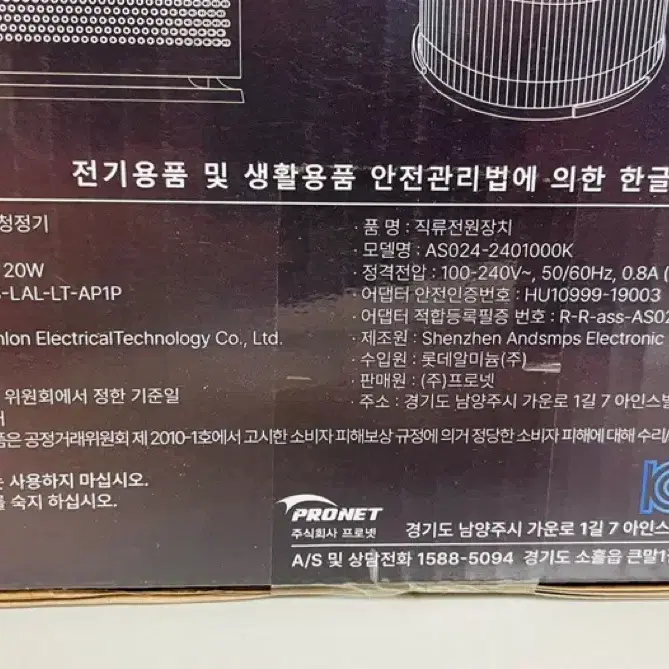 전기용품 및 생활용품 안전관리법에 의한 한글
청정기
20W
-LAL-LT-AP1P
nlon ElectricalTechnology Co., Ltd.
위원회에서 정한 기준일
품은 공정거래위원회 제 2010-1호에서 고시한 소비자 피해보상 규정에 의거 정당한 소비자 피해에 대해 수리/
는 사용하지 마십시오.
를 숙지 하십시오.
· 품 명 : 직류전원장치
· 모델명 : AS024-2401000K
· 정격전압 : 100-240V~, 50/60Hz, 0.8A (
· 어댑터 안전인증번호 : HU10999-19003
· 어댑터 적합등록필증 번호 : R-R-ass-AS02
· 제조원 : Shenzhen Andsmps Electronic
· 수입원 : 롯데알미늄(주)
· 판매원 : (주)프로넷
· 주소 : 경기도 남양주시 가운로 1길 7 아인스빌
PRONET
주식회사 프로넷
경기도 남양주시 가운로 1길 7 아인스
A/S 및 상담전화 1588-5094 경기도 소흘읍 큰말1